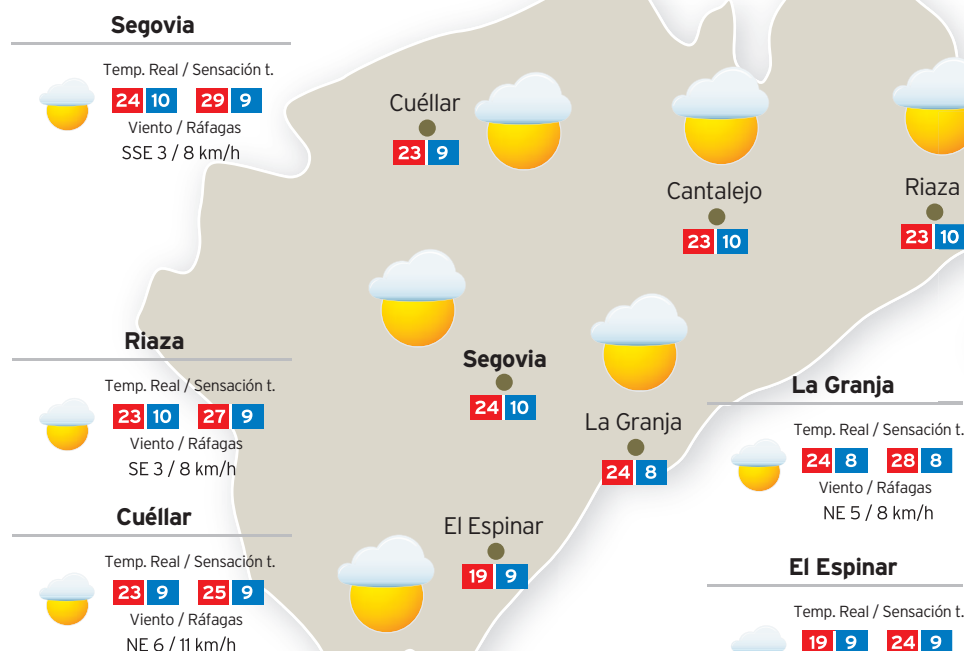 Segovia
Temp. Real / Sensación t.
24 10 29 9
Viento / Ráfagas
SSE 3 / 8 km/h
Riaza
Temp. Real / Sensación t.
23 10 27 9
Viento / Ráfagas
SE 3 / 8 km/h
Cuéllar
Temp. Real / Sensación t.
23 9 25 9
Viento / Ráfagas
NE 6 / 11 km/h
Cuéllar
23 9
Cantalejo
23 10
Riaza
23 10
Segovia
24 10
La Granja
24 8
El Espinar
19 9
La Granja
Temp. Real / Sensación t.
24 8 28 8
Viento / Ráfagas
NE 5 / 8 km/h
El Espinar
Temp. Real / Sensación t.
19 9 24 9